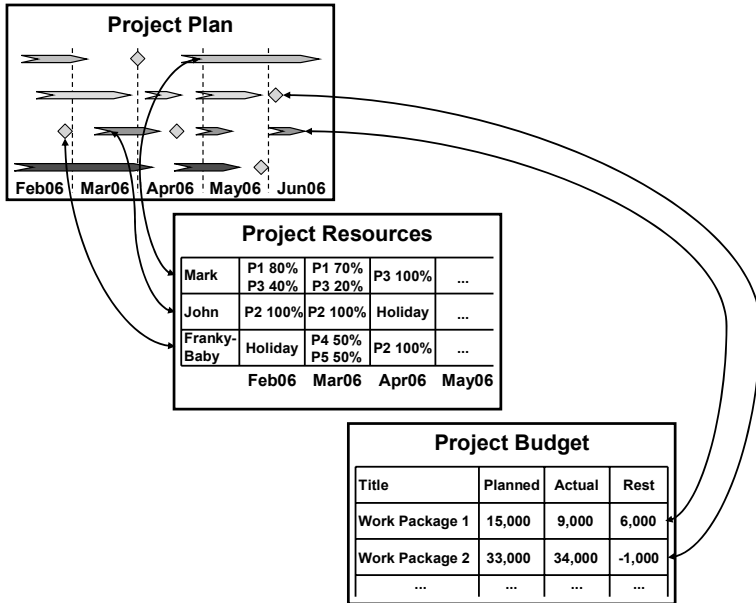 Project Plan
Feb06 Mar06 Apr06 May06 Jun06
Project Resources
Mark
P1 80%
P3 40%
P1 70%
P3 20%
P3 100%
...
John
P2 100%
P2 100%
Holiday
...
Franky-
Baby
Holiday
P4 50%
P5 50%
P2 100%
...
Feb06 Mar06 Apr06 May06
Project Budget
Title Planned Actual Rest
Work Package 1 15,000 9,000 6,000
Work Package 2 33,000 34,000 -1,000
... ... ... ...